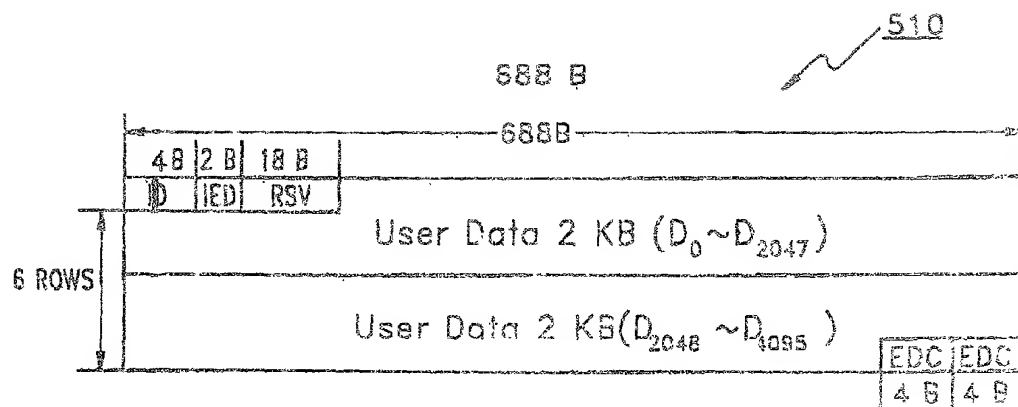 510
688 B
688B
4B 2 B 18 B
ID IED RSV
User Data 2 KB (D0~D2047)
6 ROWS
User Data 2 KB(D2048 ~D4095 )
EDC EDC
4 B 4 B